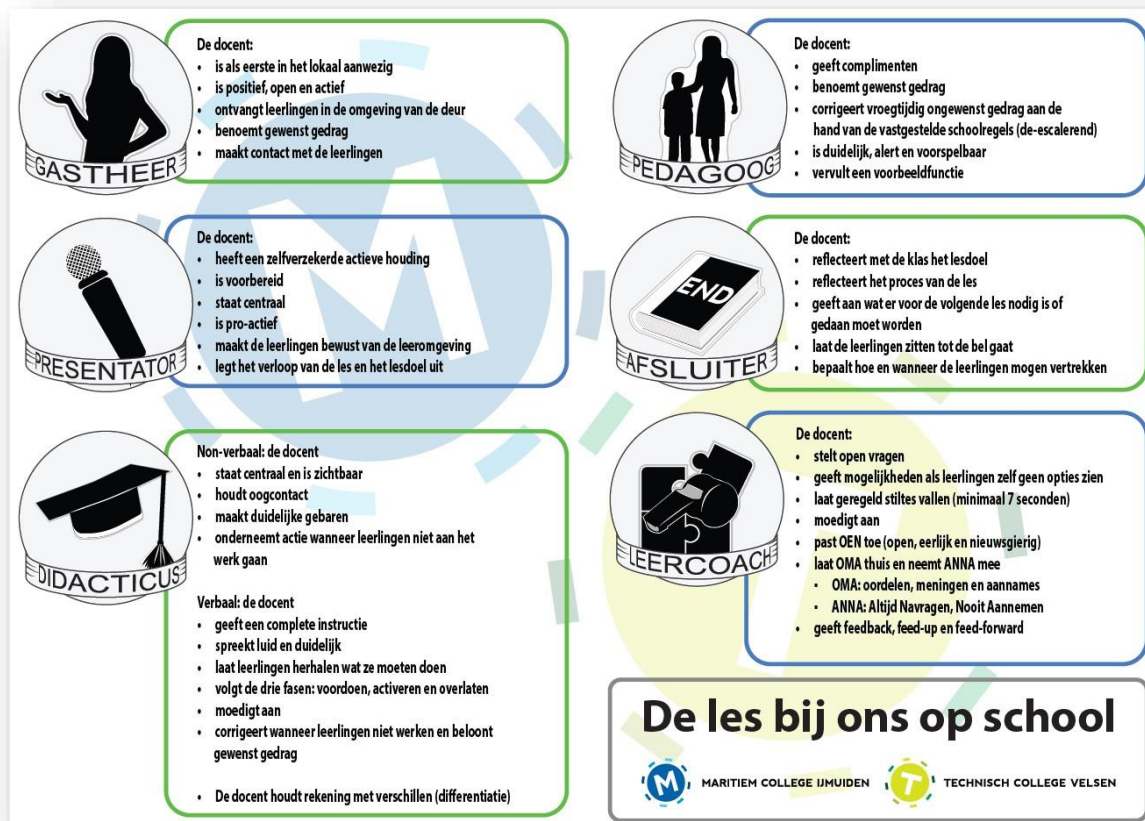 GASTHEER
De docent:
• is als eerste in het lokaal aanwezig
• is positief, open en actief
• ontvangt leerlingen in de omgeving van de deur
• benoemt gewenst gedrag
• maakt contact met de leerlingen
PEDAGOOG
De docent:
• geeft complimenten
• benoemt gewenst gedrag
• corrigeert vroegtijdig ongewenst gedrag aan de
hand van de vastgestelde schoolregels (de-escalerend)
• is duidelijk, alert en voorspelbaar
• vervult een voorbeeldfunctie
PRESENTATOR
De docent:
• heeft een zelfverzekerde actieve houding
• is voorbereid
• staat centraal
• is pro-actief
• maakt de leerlingen bewust van de leeromgeving
• legt het verloop van de les en het lesdoel uit
END
AFSLUITER
De docent:
• reflecteert met de klas het lesdoel
• reflecteert het proces van de les
• geeft aan wat er voor de volgende les nodig is of
gedaan moet worden
• laat de leerlingen zitten tot de bel gaat
• bepaalt hoe en wanneer de leerlingen mogen vertrekken
DIDACTICUS
Non-verbaal: de docent
• staat centraal en is zichtbaar
• houdt oogcontact
• maakt duidelijke gebaren
• onderneemt actie wanneer leerlingen niet aan het
werk gaan
Verbaal: de docent
• geeft een complete instructie
• spreekt luid en duidelijk
• laat leerlingen herhalen wat ze moeten doen
• volgt de drie fasen: voordoen, activeren en overlaten
• moedigt aan
• corrigeert wanneer leerlingen niet werken en beloont
gewenst gedrag
• De docent houdt rekening met verschillen (differentiatie)
LEERCOACH
De docent:
• stelt open vragen
• geeft mogelijkheden als leerlingen zelf geen opties zien
• laat geregeld stiltes vallen (minimaal 7 seconden)
• moedigt aan
• past OEN toe (open, eerlijk en nieuwsgierig)
• laat OMA thuis en neemt ANNA mee
▪ OMA: oordelen, meningen en aannames
▪ ANNA: Altijd Navragen, Nooit Aannemen
• geeft feedback, feed-up en feed-forward
De les bij ons op school
M MARITIEM COLLEGE IJMUIDEN
T TECHNISCH COLLEGE VELSEN
M
T